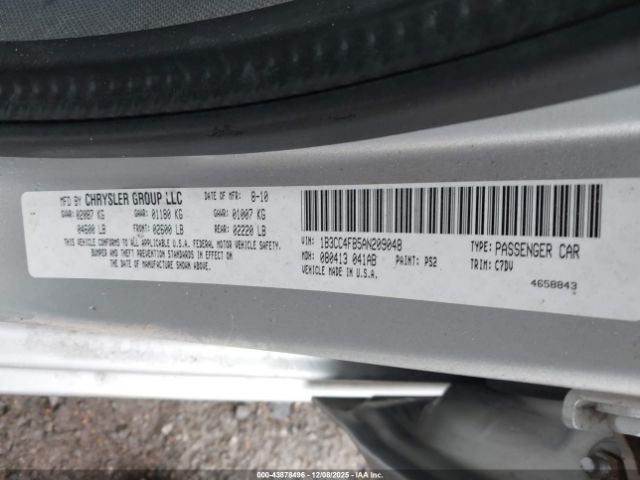 MFD BY CHRYSLER GROUP LLC DATE OF MFR: 8-10
GVWR: 02087 KG GAWR: 01180 KG GAWR: 01007 KG
04600 LB FRONT: 02600 LB REAR: 02220 LB
THIS VEHICLE CONFORMS TO ALL APPLICABLE U.S.A. FEDERAL MOTOR VEHICLE SAFETY,
BUMPER AND THEFT PREVENTION STANDARDS IN EFFECT ON
THE DATE OF MANUFACTURE SHOWN ABOVE.
VIN: 1B3CC4FB5AN209048 TYPE: PASSENGER CAR
MDH: 080413 041AB PAINT: PS2 TRIM: C7DV
VEHICLE MADE IN U.S.A.
4658843
000-43878496 - 12/08/2025 - IAAI.COM